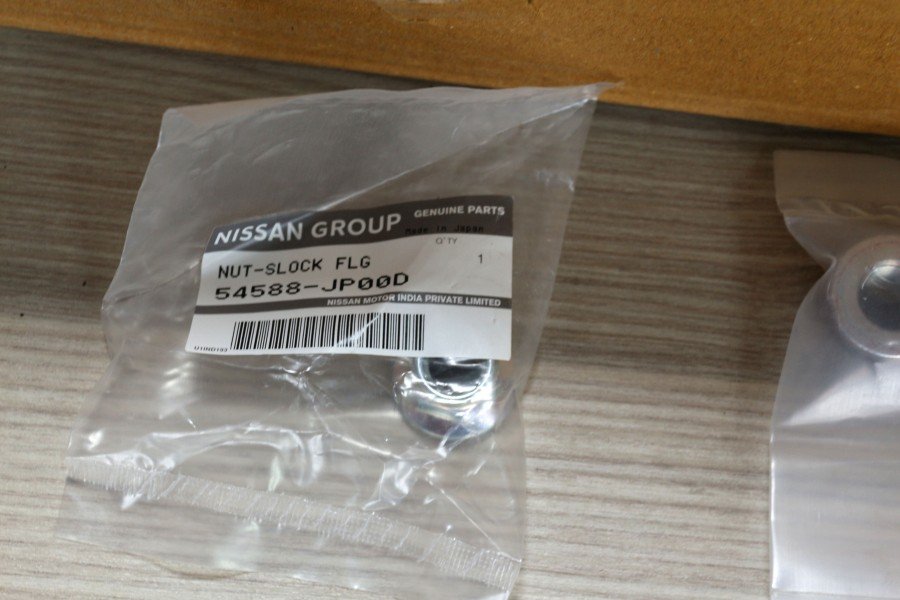 NISSAN GROUP
GENUINE PARTS
Made in Japan
Q'TY
NUT-SLOCK FLG
1
54588-JP00D
NISSAN MOTOR INDIA PRIVATE LIMITED